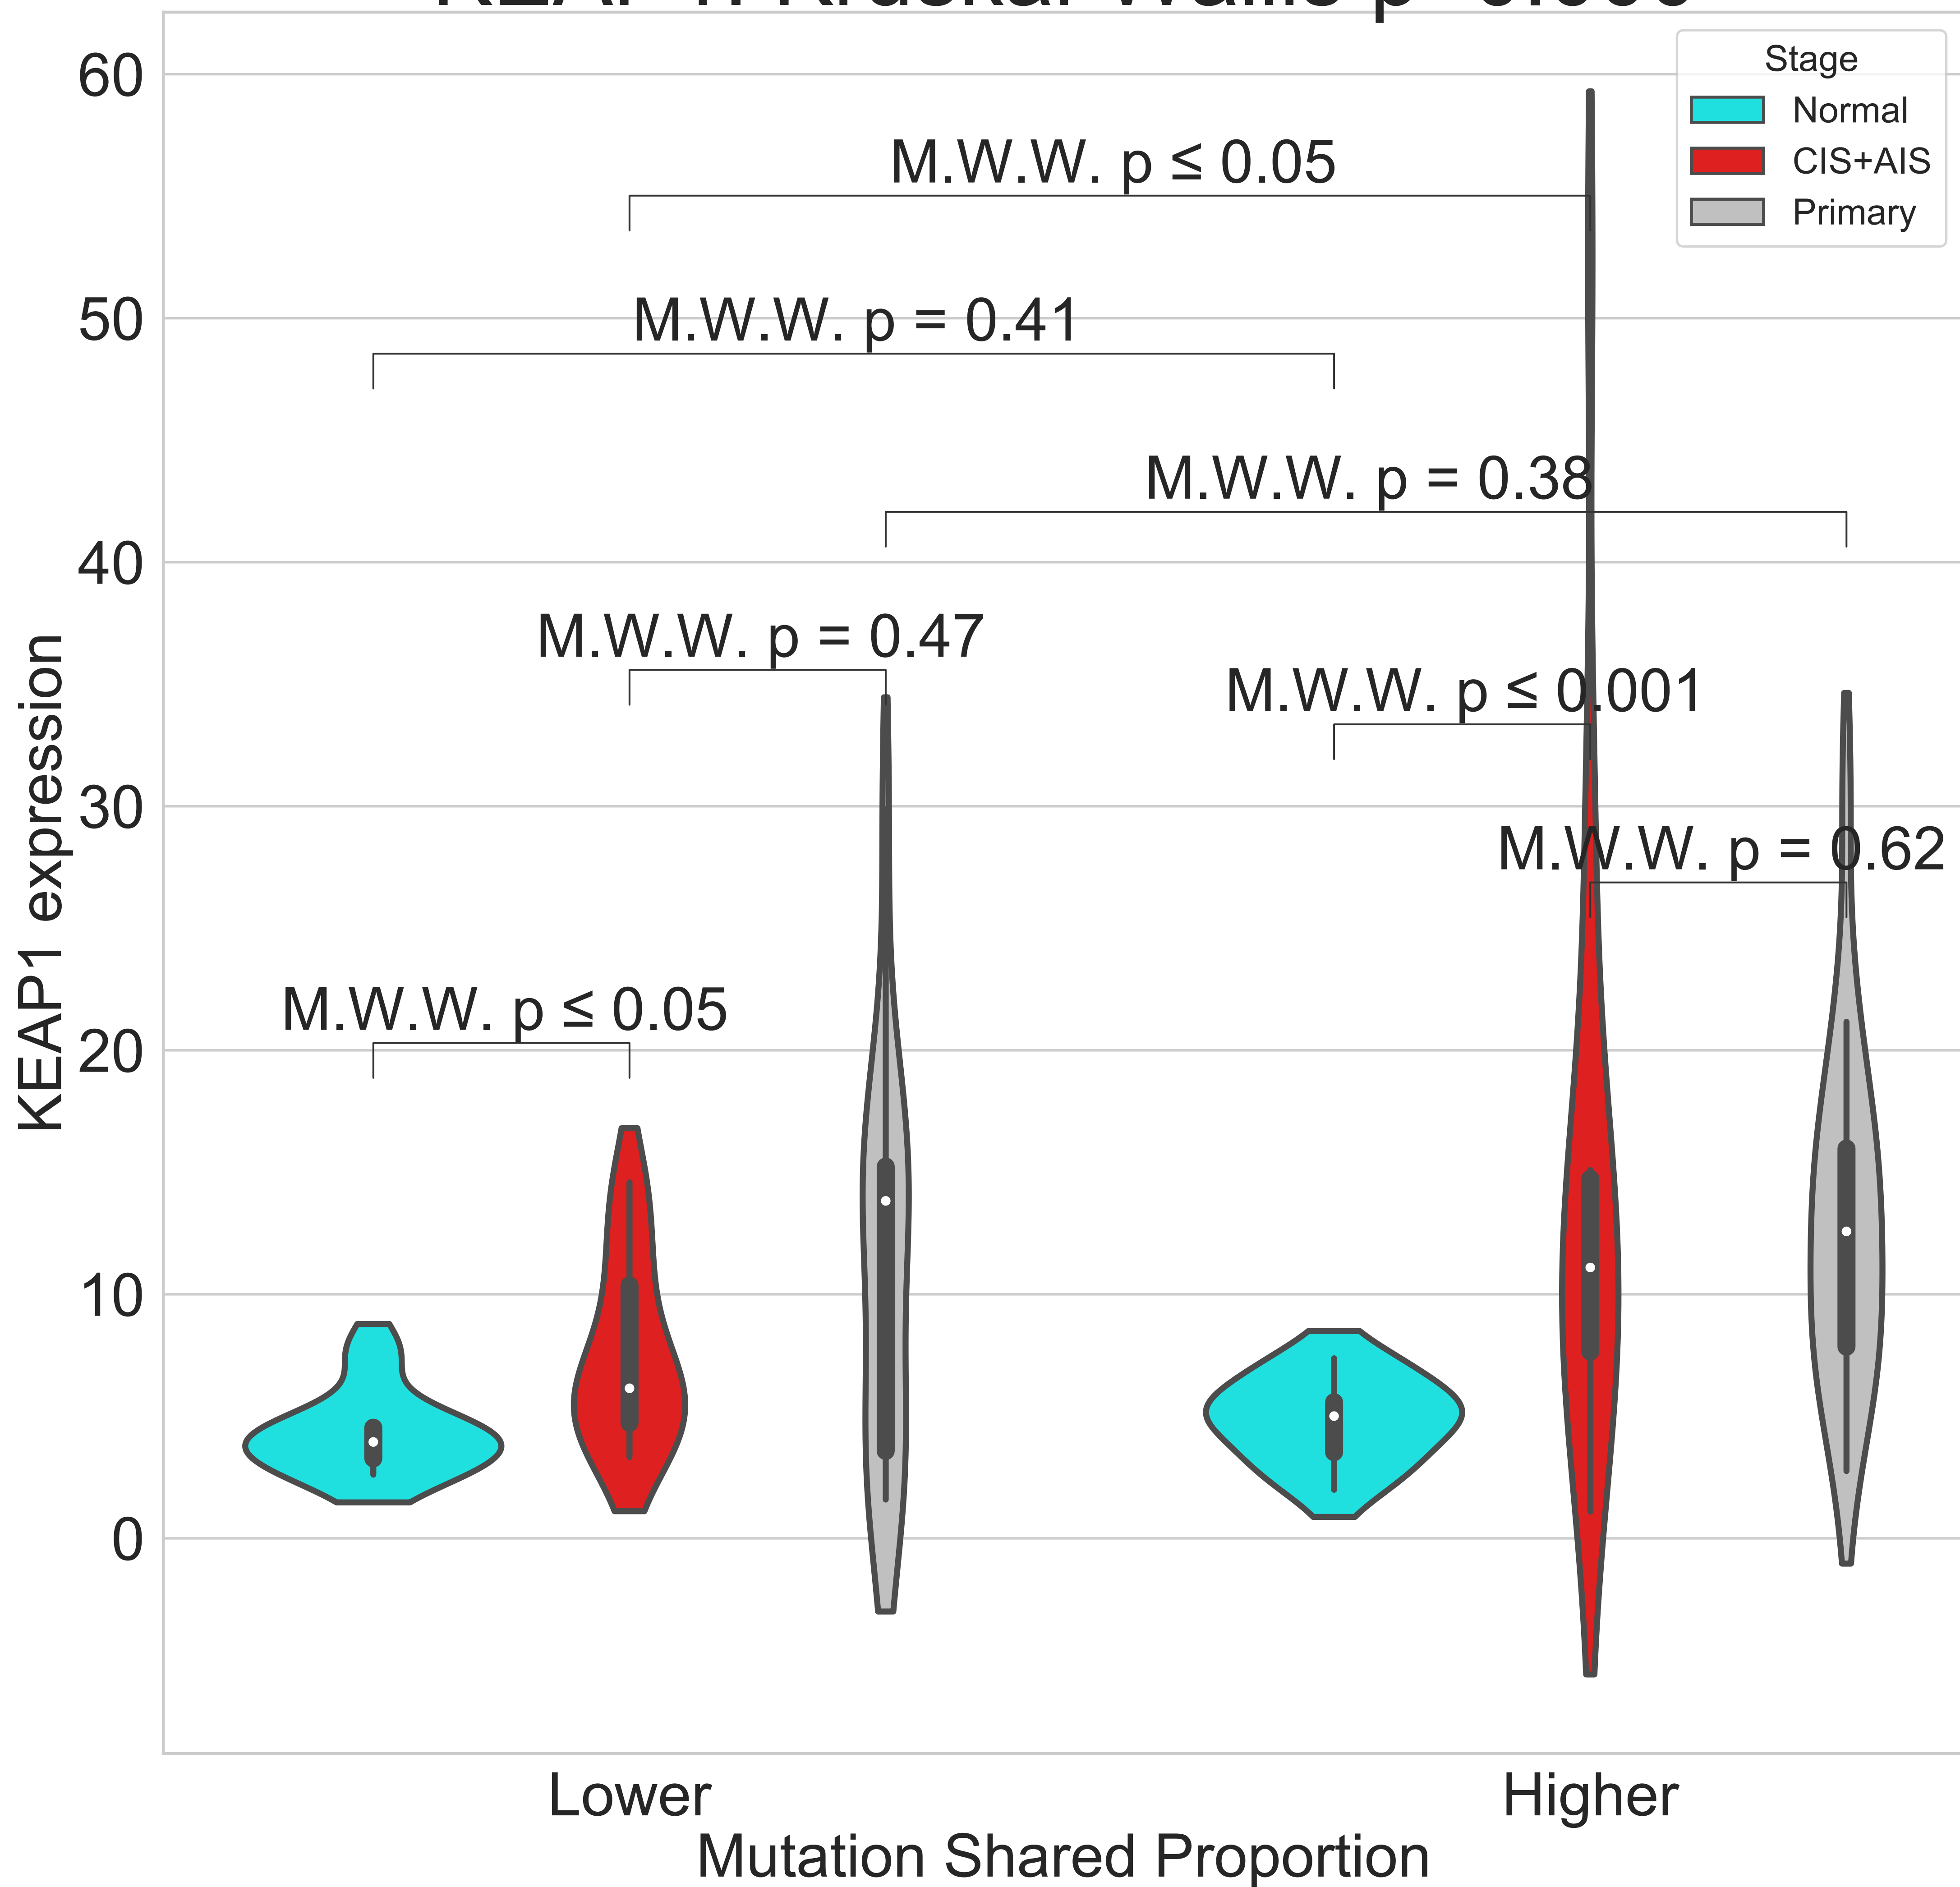 60
50
40
30
20
10
0
KEAP1 expression
Stage
Normal
CIS+AIS
Primary
M.W.W. p ≤ 0.05
M.W.W. p = 0.41
M.W.W. p = 0.38
M.W.W. p = 0.47
M.W.W. p ≤ 0.001
M.W.W. p = 0.62
M.W.W. p ≤ 0.05
Lower
Higher
Mutation Shared Proportion